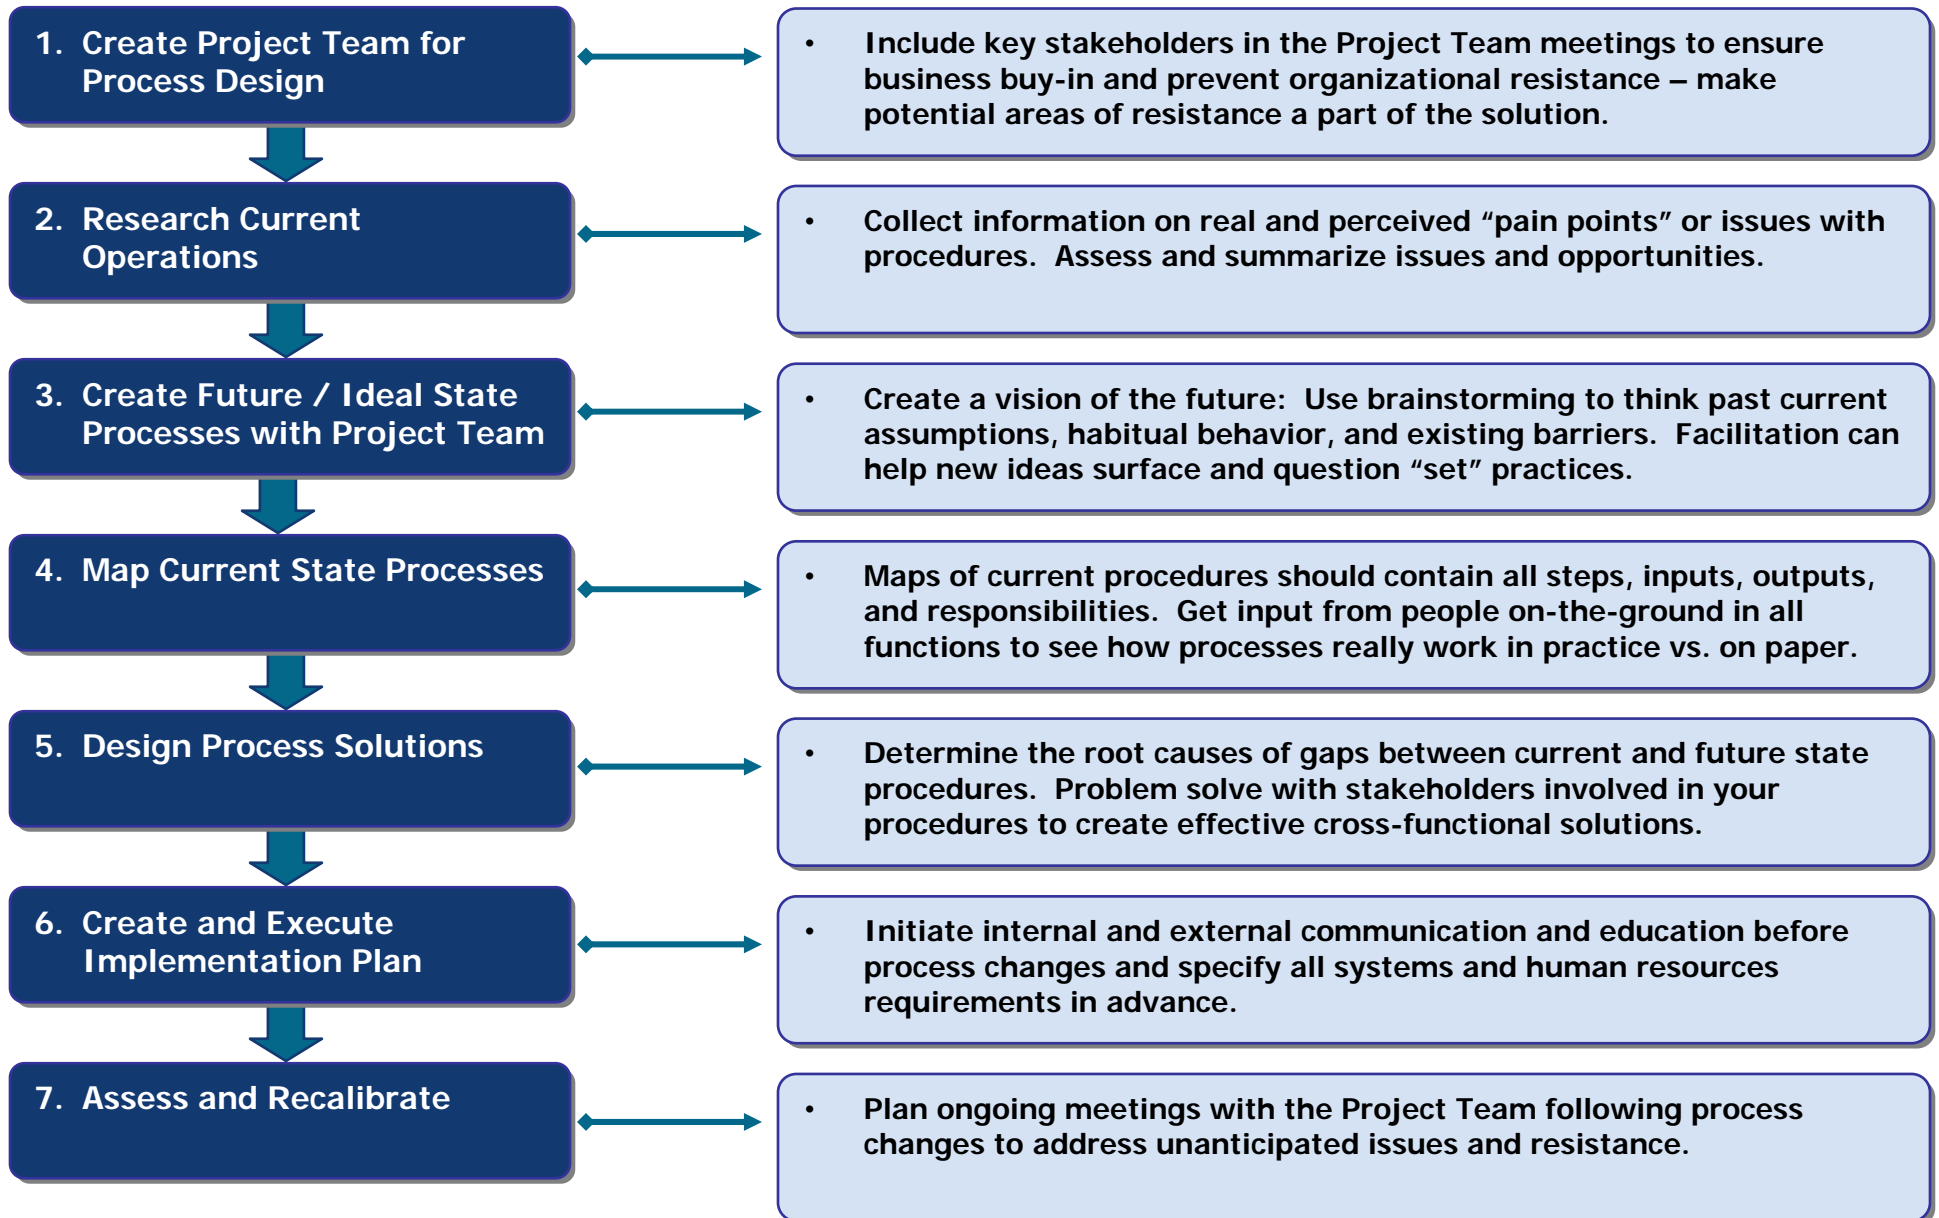 1. Create Project Team for
Process Design
• Include key stakeholders in the Project Team meetings to ensure
business buy-in and prevent organizational resistance – make
potential areas of resistance a part of the solution.
2. Research Current
Operations
• Collect information on real and perceived “pain points” or issues with
procedures. Assess and summarize issues and opportunities.
3. Create Future / Ideal State
Processes with Project Team
• Create a vision of the future: Use brainstorming to think past current
assumptions, habitual behavior, and existing barriers. Facilitation can
help new ideas surface and question “set” practices.
4. Map Current State Processes
• Maps of current procedures should contain all steps, inputs, outputs,
and responsibilities. Get input from people on-the-ground in all
functions to see how processes really work in practice vs. on paper.
5. Design Process Solutions
• Determine the root causes of gaps between current and future state
procedures. Problem solve with stakeholders involved in your
procedures to create effective cross-functional solutions.
6. Create and Execute
Implementation Plan
• Initiate internal and external communication and education before
process changes and specify all systems and human resources
requirements in advance.
7. Assess and Recalibrate
• Plan ongoing meetings with the Project Team following process
changes to address unanticipated issues and resistance.